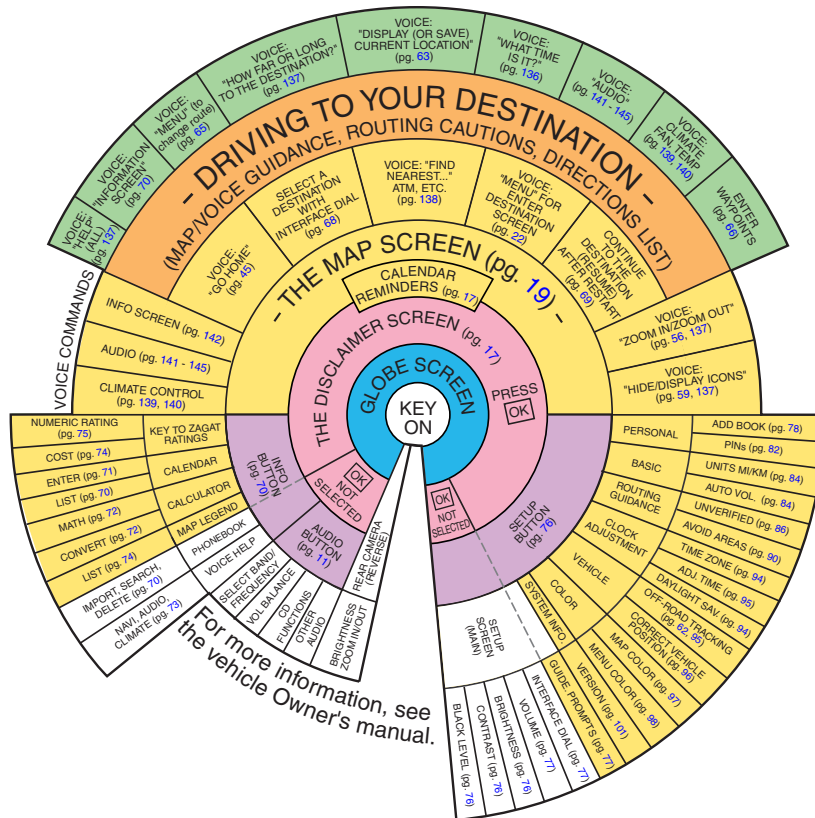 VOICE:
"HELP"
(ALL)
(pg. 137)
VOICE:
"INFORMATION
SCREEN"
(pg. 70)
VOICE:
"MENU" (to
change route)
(pg. 65)
VOICE:
"HOW FAR OR LONG
TO THE DESTINATION?"
(pg. 137)
VOICE:
"DISPLAY (OR SAVE)
CURRENT LOCATION"
(pg. 63)
VOICE:
"WHAT TIME
IS IT?"
(pg. 136)
VOICE:
"AUDIO"
(pg. 141 - 145)
VOICE:
CLIMATE
FAN, TEMP
(pg. 139, 140)
ENTER
WAYPOINTS
(pg. 66)
- DRIVING TO YOUR DESTINATION -
(MAP/VOICE GUIDANCE, ROUTING CAUTIONS, DIRECTIONS LIST)
VOICE:
"GO HOME"
(pg. 45)
SELECT A
DESTINATION
WITH
INTERFACE DIAL
(pg. 68)
VOICE: "FIND
NEAREST..."
ATM, ETC.
(pg. 138)
VOICE:
"MENU" FOR
ENTER
DESTINATION
SCREEN
(pg. 22)
CONTINUE
TO THE
DESTINATION
(RESUME)
AFTER RESTART
(pg. 69)
VOICE COMMANDS
INFO SCREEN (pg. 142)
AUDIO (pg. 141 - 145)
CLIMATE CONTROL
(pg. 139, 140)
- THE MAP SCREEN (pg. 19) -
VOICE:
"ZOOM IN/ZOOM OUT"
(pg. 56, 137)
VOICE:
"HIDE/DISPLAY ICONS"
(pg. 59, 137)
CALENDAR
REMINDERS (pg. 17)
THE DISCLAIMER SCREEN (pg. 17)
PRESS
OK
GLOBE SCREEN
KEY
ON
OK
NOT
SELECTED
OK
NOT
SELECTED
INFO
BUTTON
(pg. 70)
AUDIO
BUTTON
(pg. 11)
REAR CAMERA
(REVERSE)
SETUP
BUTTON
(pg. 76)
KEY TO ZAGAT
RATINGS
CALENDAR
CALCULATOR
MAP LEGEND
PHONEBOOK
VOICE HELP
SELECT BAND/
FREQUENCY
VOL BALANCE
CD
FUNCTIONS
OTHER
AUDIO
BRIGHTNESS
ZOOM IN/OUT
NUMERIC RATING
(pg. 75)
COST (pg. 74)
ENTER (pg. 71)
LIST (pg. 70)
MATH (pg. 72)
CONVERT (pg. 72)
LIST (pg. 74)
IMPORT, SEARCH,
DELETE (pg. 70)
NAVI, AUDIO,
CLIMATE (pg. 73)
For more information, see
the vehicle Owner's manual.
PERSONAL
BASIC
ROUTING
GUIDANCE
CLOCK
ADJUSTMENT
VEHICLE
COLOR
SYSTEM INFO.
SETUP
SCREEN
(MAIN)
ADD BOOK (pg. 78)
PINs (pg. 82)
UNITS MI/KM (pg. 84)
AUTO VOL. (pg. 84)
UNVERIFIED (pg. 86)
AVOID AREAS (pg. 90)
TIME ZONE (pg. 94)
ADJ. TIME (pg. 95)
DAYLIGHT SAV. (pg. 94)
OFF-ROAD TRACKING
(pg. 62, 95)
CORRECT VEHICLE
POSITION (pg. 96)
MAP COLOR (pg. 97)
MENU COLOR (pg. 98)
VERSION (pg. 101)
GUIDE. PROMPTS (pg. 77)
INTERFACE DIAL (pg. 77)
VOLUME (pg. 77)
BRIGHTNESS (pg. 76)
CONTRAST (pg. 76)
BLACK LEVEL (pg. 76)